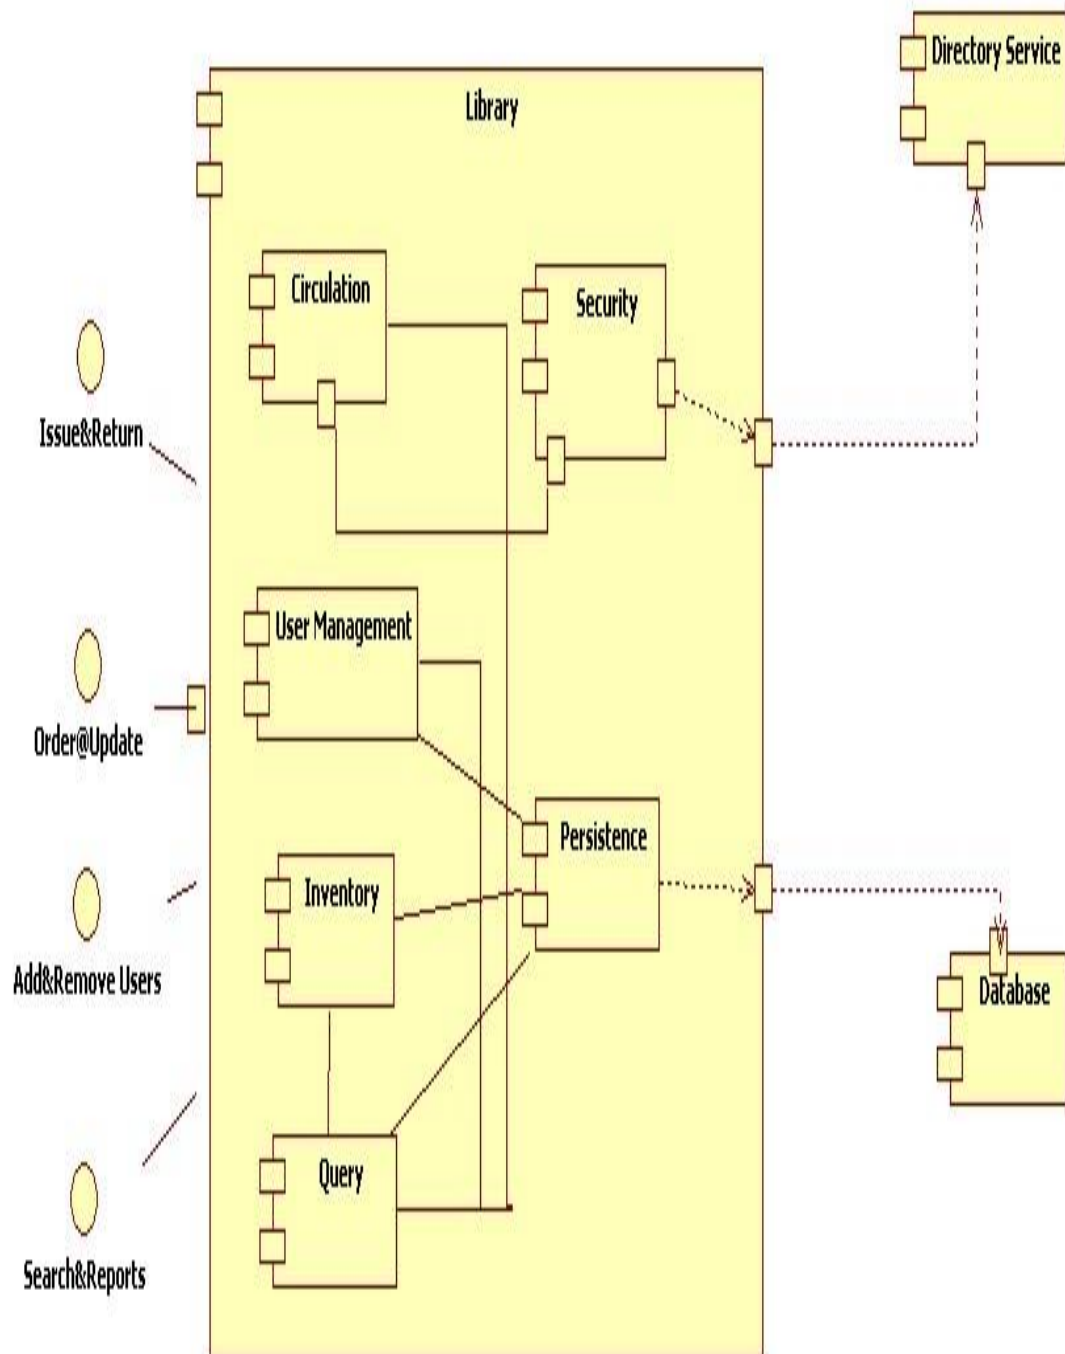 Directory Service
Library
Circulation
Security
Issue&Return
User Management
Order@Update
Persistence
Inventory
Add&Remove Users
Database
Query
Search&Reports